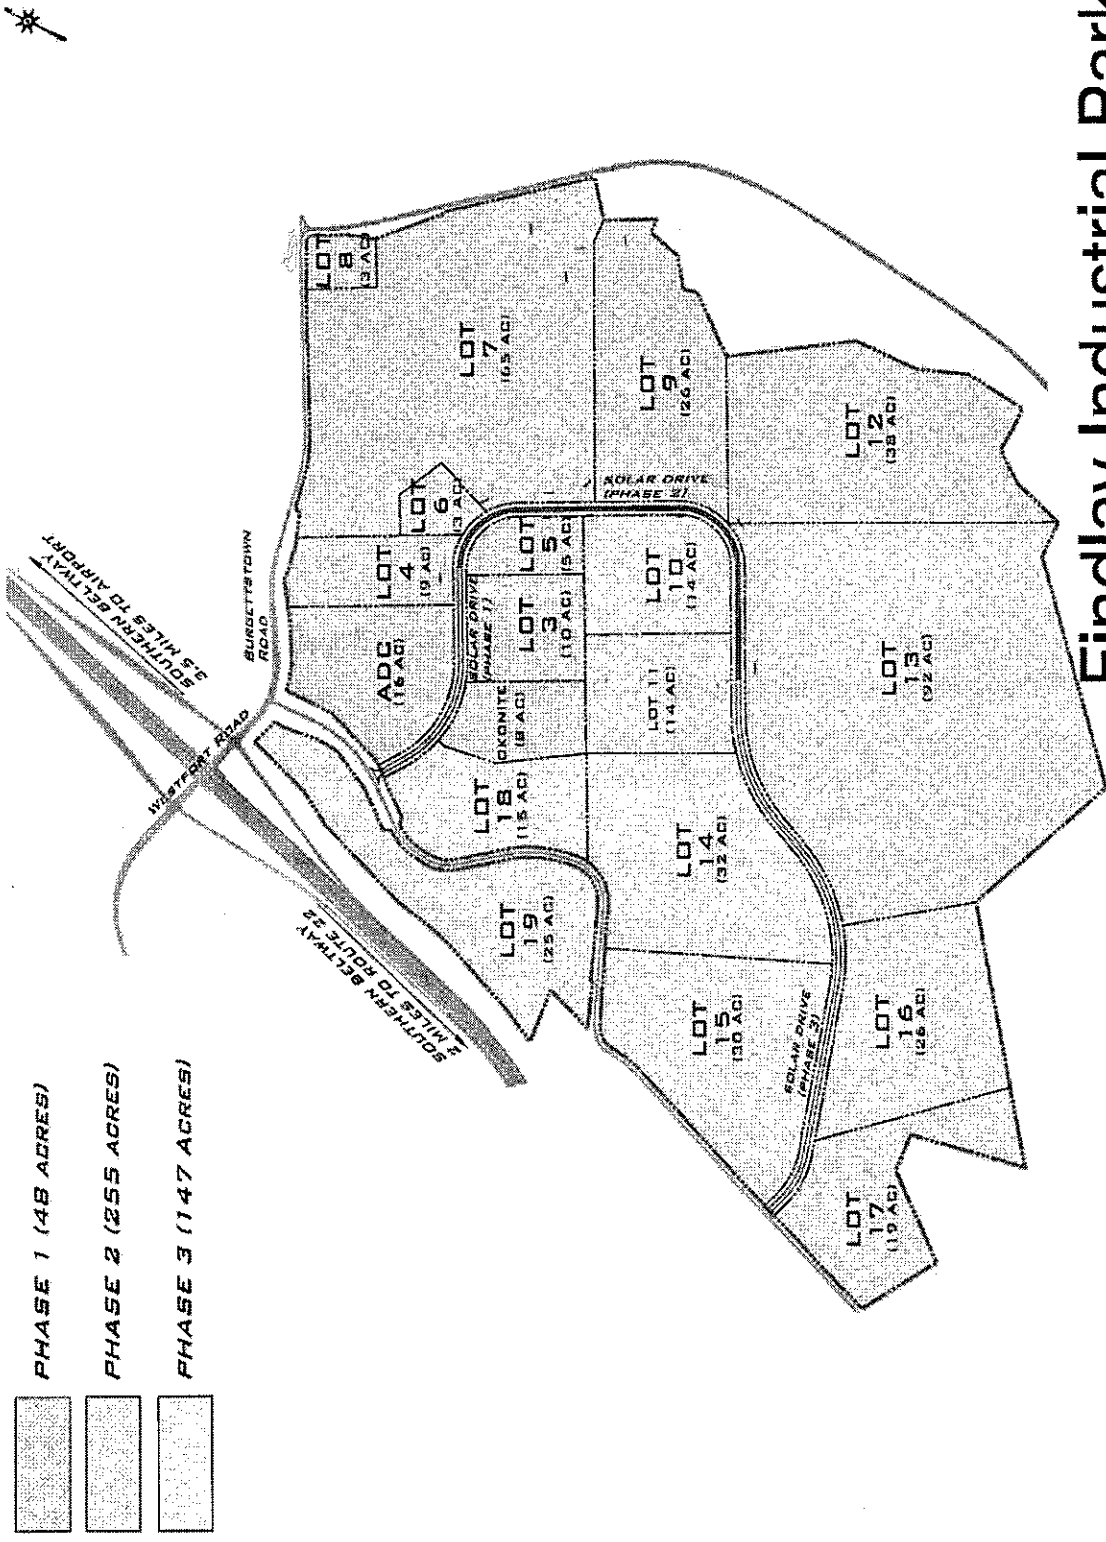 PHASE 1 (48 ACRES)
PHASE 2 (255 ACRES)
PHASE 3 (147 ACRES)
SOUTHERN BELTWAY
3.5 MILES TO AIRPORT
WESTPORT ROAD
BURGETTSTOWN
ROAD
SOUTHERN BELTWAY
2 MILES TO ROUTE 22
LOT
8
(3 AC)
LOT
7
(65 AC)
LOT
6
(3 AC)
LOT
4
(9 AC)
ADC
(16 AC)
SOLAR DRIVE
(PHASE 1)
LOT
5
(5 AC)
LOT
3
(10 AC)
OKONITE
(8 AC)
LOT
18
(15 AC)
LOT
19
(25 AC)
SOLAR DRIVE
(PHASE 2)
LOT
9
(26 AC)
LOT
10
(14 AC)
LOT 11
(14 AC)
LOT
14
(32 AC)
LOT
15
(30 AC)
LOT
12
(38 AC)
LOT
13
(92 AC)
SOLAR DRIVE
(PHASE 3)
LOT
16
(26 AC)
LOT
17
(19 AC)
Findlay Industrial Park